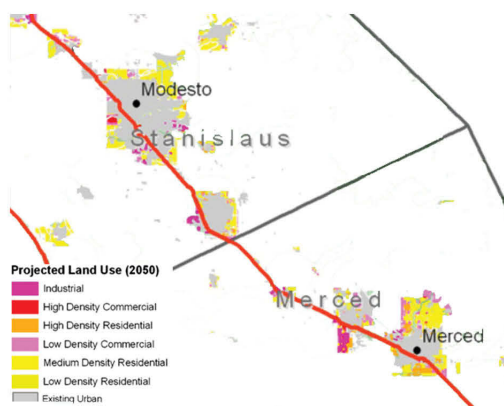 Modesto
Stanislaus
Merced
Merced
Projected Land Use (2050)
Industrial
High Density Commercial
High Density Residential
Low Density Commercial
Medium Density Residential
Low Density Residential
Existing Urban